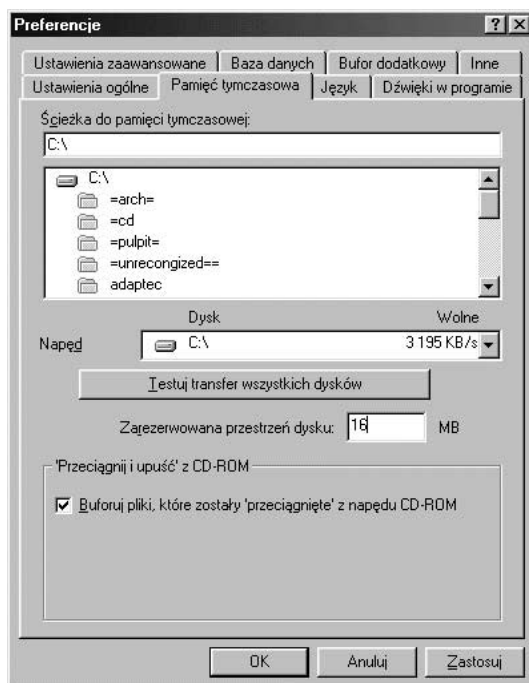 Preferencje
Ustawienia zaawansowane Baza danych Bufor dodatkowy Inne
Ustawienia ogólne Pamięć tymczasowa Język Dźwięki w programie
Ścieżka do pamięci tymczasowej:
C:\
C:\
=arch=
=cd
=pulpit=
=unrecongized==
adaptec
Dysk Wolne
Napęd C:\ 3 195 KB/s
Testuj transfer wszystkich dysków
Zarezerwowana przestrzeń dysku: 16 MB
'Przeciągnij i upuść' z CD-ROM
Buforuj pliki, które zostały 'przeciągnięte' z napędu CD-ROM
OK Anuluj Zastosuj